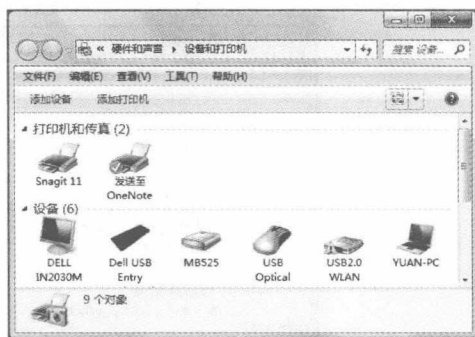 « 硬件和声音 ▸ 设备和打印机
搜索 设备...
文件(F) 编辑(E) 查看(V) 工具(T) 帮助(H)
添加设备 添加打印机
打印机和传真 (2)
Snagit 11
发送至
OneNote
设备 (6)
DELL
IN2030M
Dell USB
Entry
MB525
USB
Optical
USB2.0
WLAN
YUAN-PC
9 个对象